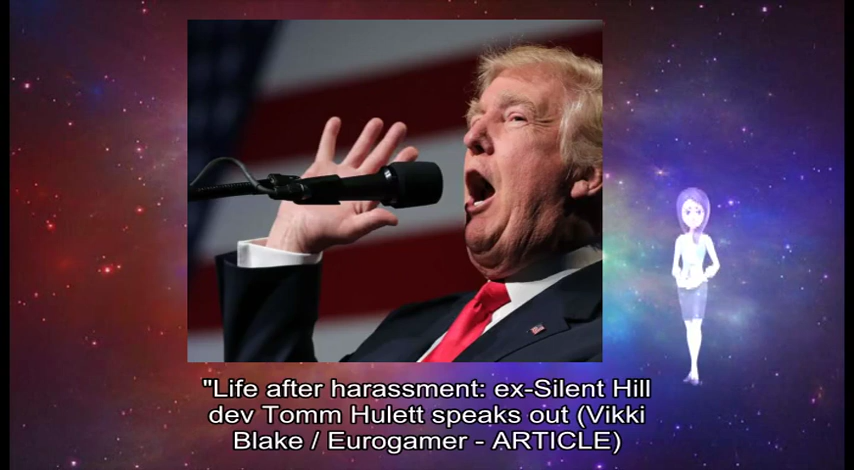 "Life after harassment: ex-Silent Hill
dev Tomm Hulett speaks out (Vikki
Blake / Eurogamer - ARTICLE)